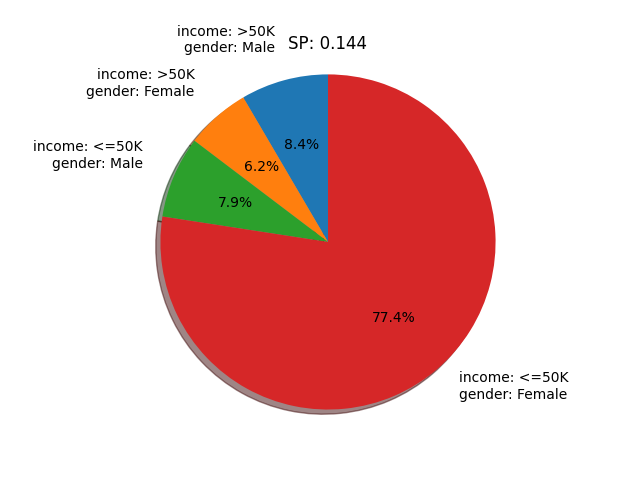 income: >50K
gender: Male
SP: 0.144
income: >50K
gender: Female
income: <=50K
gender: Male
8.4%
6.2%
7.9%
77.4%
income: <=50K
gender: Female